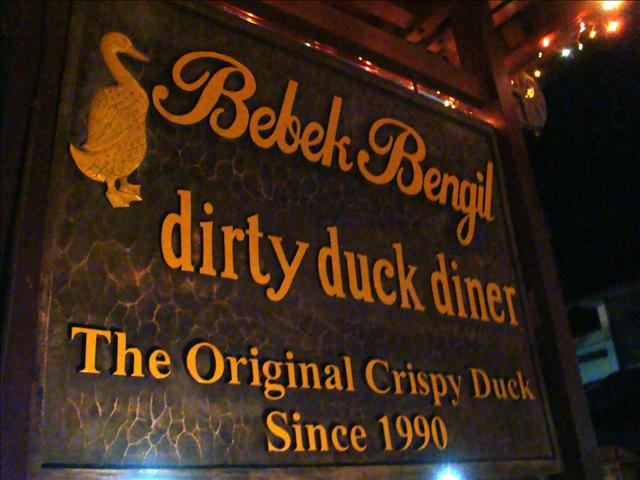 Bebek Bengil
dirty duck diner
The Original Crispy Duck
Since 1990